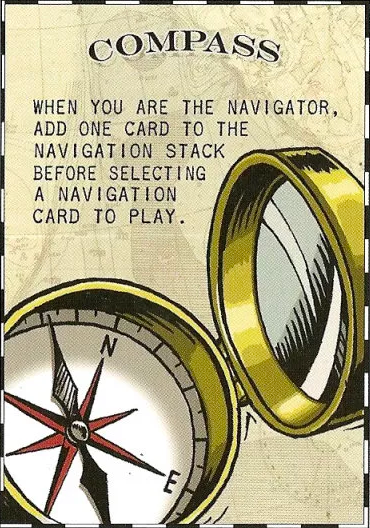 COMPASS
WHEN YOU ARE THE NAVIGATOR,
ADD ONE CARD TO THE
NAVIGATION STACK
BEFORE SELECTING
A NAVIGATION
CARD TO PLAY.
N
E